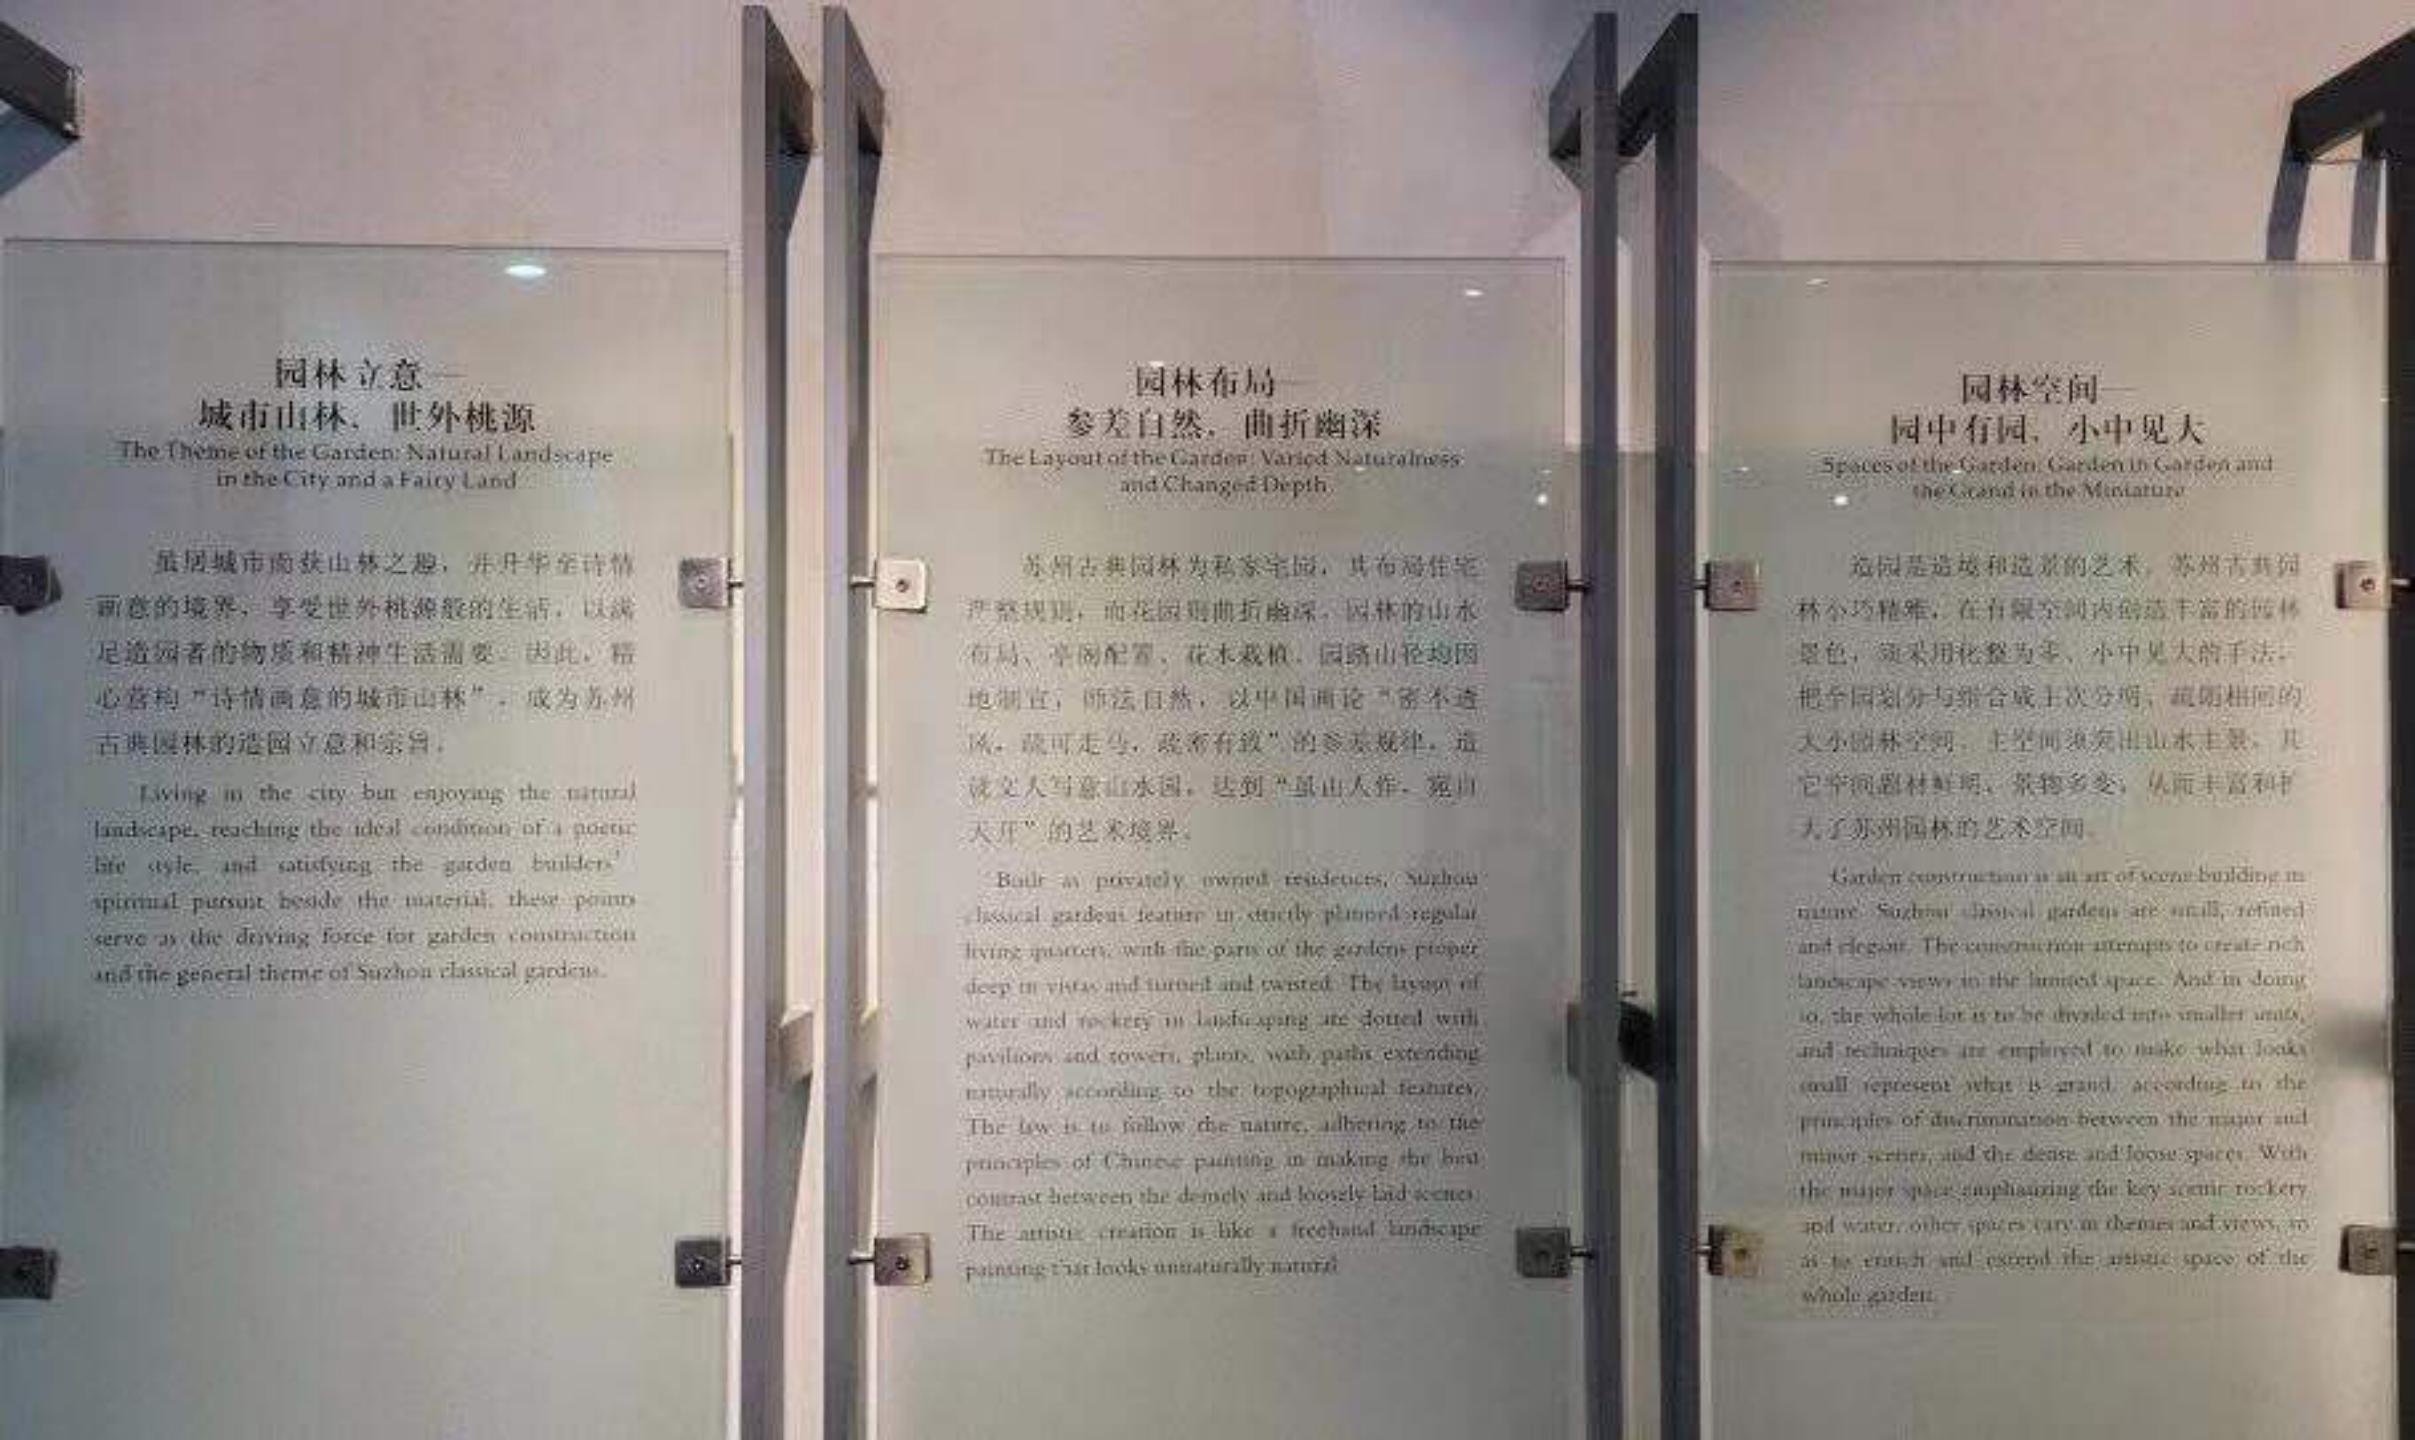 园林立意—
城市山林、世外桃源
The Theme of the Garden: Natural Landscape
in the City and a Fairy Land
虽居城市而获山林之趣，并升华至诗情
画意的境界，享受世外桃源般的生活，以满
足造园者的物质和精神生活需要。因此，精
心营构“诗情画意的城市山林”，成为苏州
古典园林的造园立意和宗旨。
Living in the city but enjoying the natural
landscape, reaching the ideal condition of a poetic
life style, and satisfying the garden builders'
spiritual pursuit beside the material, these points
serve as the driving force for garden construction
and the general theme of Suzhou classical gardens.
园林布局—
参差自然、曲折幽深
The Layout of the Garden: Varied Naturalness
and Changed Depth
苏州古典园林为私家宅园，其布局住宅
严整规则，而花园则曲折幽深。园林的山水
布局、亭阁配置、花木栽植、园路山径均因
地制宜，师法自然，以中国画论“密不透
风，疏可走马，疏密有致”的参差规律，造
就文人写意山水园，达到“虽由人作，宛自
天开”的艺术境界。
Built as privately owned residences, Suzhou
classical gardens feature in strictly planned regular
living quarters, with the parts of the gardens proper
deep in vistas and turned and twisted. The layout of
water and rockery in landscaping are dotted with
pavilions and towers, plants, with paths extending
naturally according to the topographical features.
The law is to follow the nature, adhering to the
principles of Chinese painting in making the best
contrast between the densely and loosely laid scenes.
The artistic creation is like a freehand landscape
painting that looks unnaturally natural
园林空间—
园中有园、小中见大
Spaces of the Garden: Garden in Garden and
the Grand in the Miniature
造园是造境和造景的艺术。苏州古典园
林小巧精雅，在有限空间内创造丰富的园林
景色，须采用化整为零、小中见大的手法，
把全园划分与组合成主次分明、疏朗相间的
大小园林空间。主空间须突出山水主景，其
它空间题材鲜明，景物多变，从而丰富和扩
大了苏州园林的艺术空间。
Garden construction is an art of scene building in
nature. Suzhou classical gardens are small, refined
and elegant. The construction attempts to create rich
landscape views in the limited space. And in doing
so, the whole lot is to be divided into smaller units,
and techniques are employed to make what looks
small represent what is grand, according to the
principles of discrimination between the major and
minor scenes, and the dense and loose spaces. With
the major space emphasizing the key scenic rockery
and water, other spaces vary in themes and views, so
as to enrich and extend the artistic space of the
whole garden.